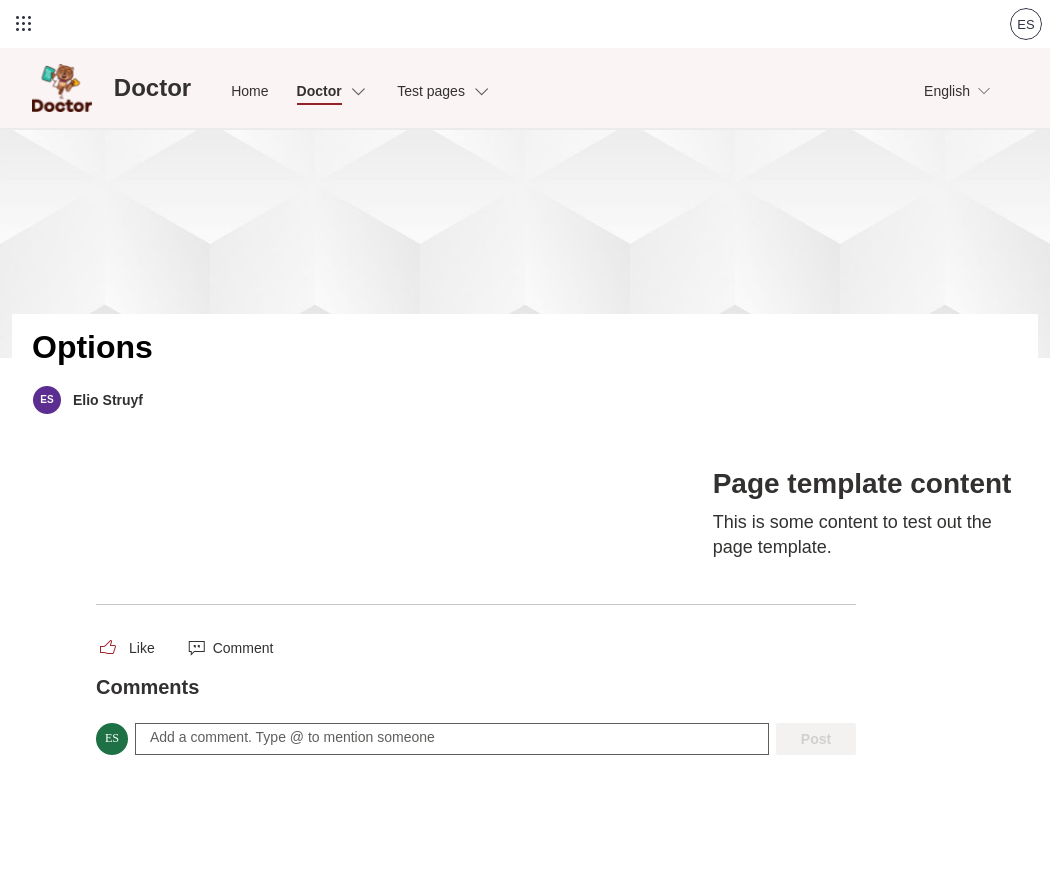 ES
Doctor
Doctor
Home
Doctor
Test pages
English
Options
ES
Elio Struyf
Page template content
This is some content to test out the
page template.
Like
Comment
Comments
ES
Add a comment. Type @ to mention someone
Post